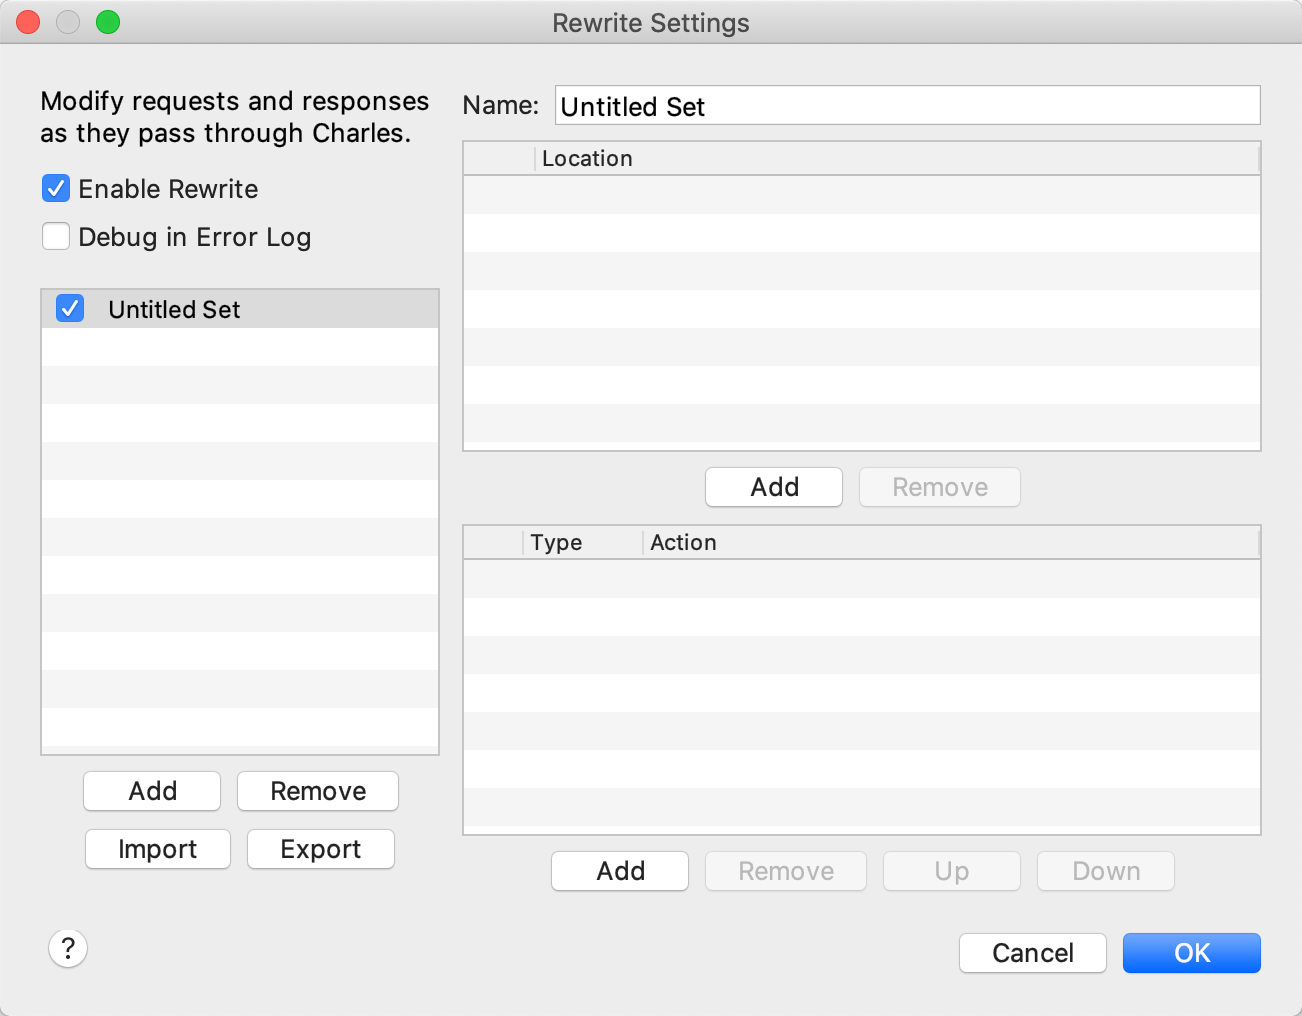 Rewrite Settings
Modify requests and responses
as they pass through Charles.
Enable Rewrite
Debug in Error Log
Untitled Set
Add Remove
Import Export
?
Name: Untitled Set
Location
Add Remove
Type Action
Add Remove Up Down
Cancel OK